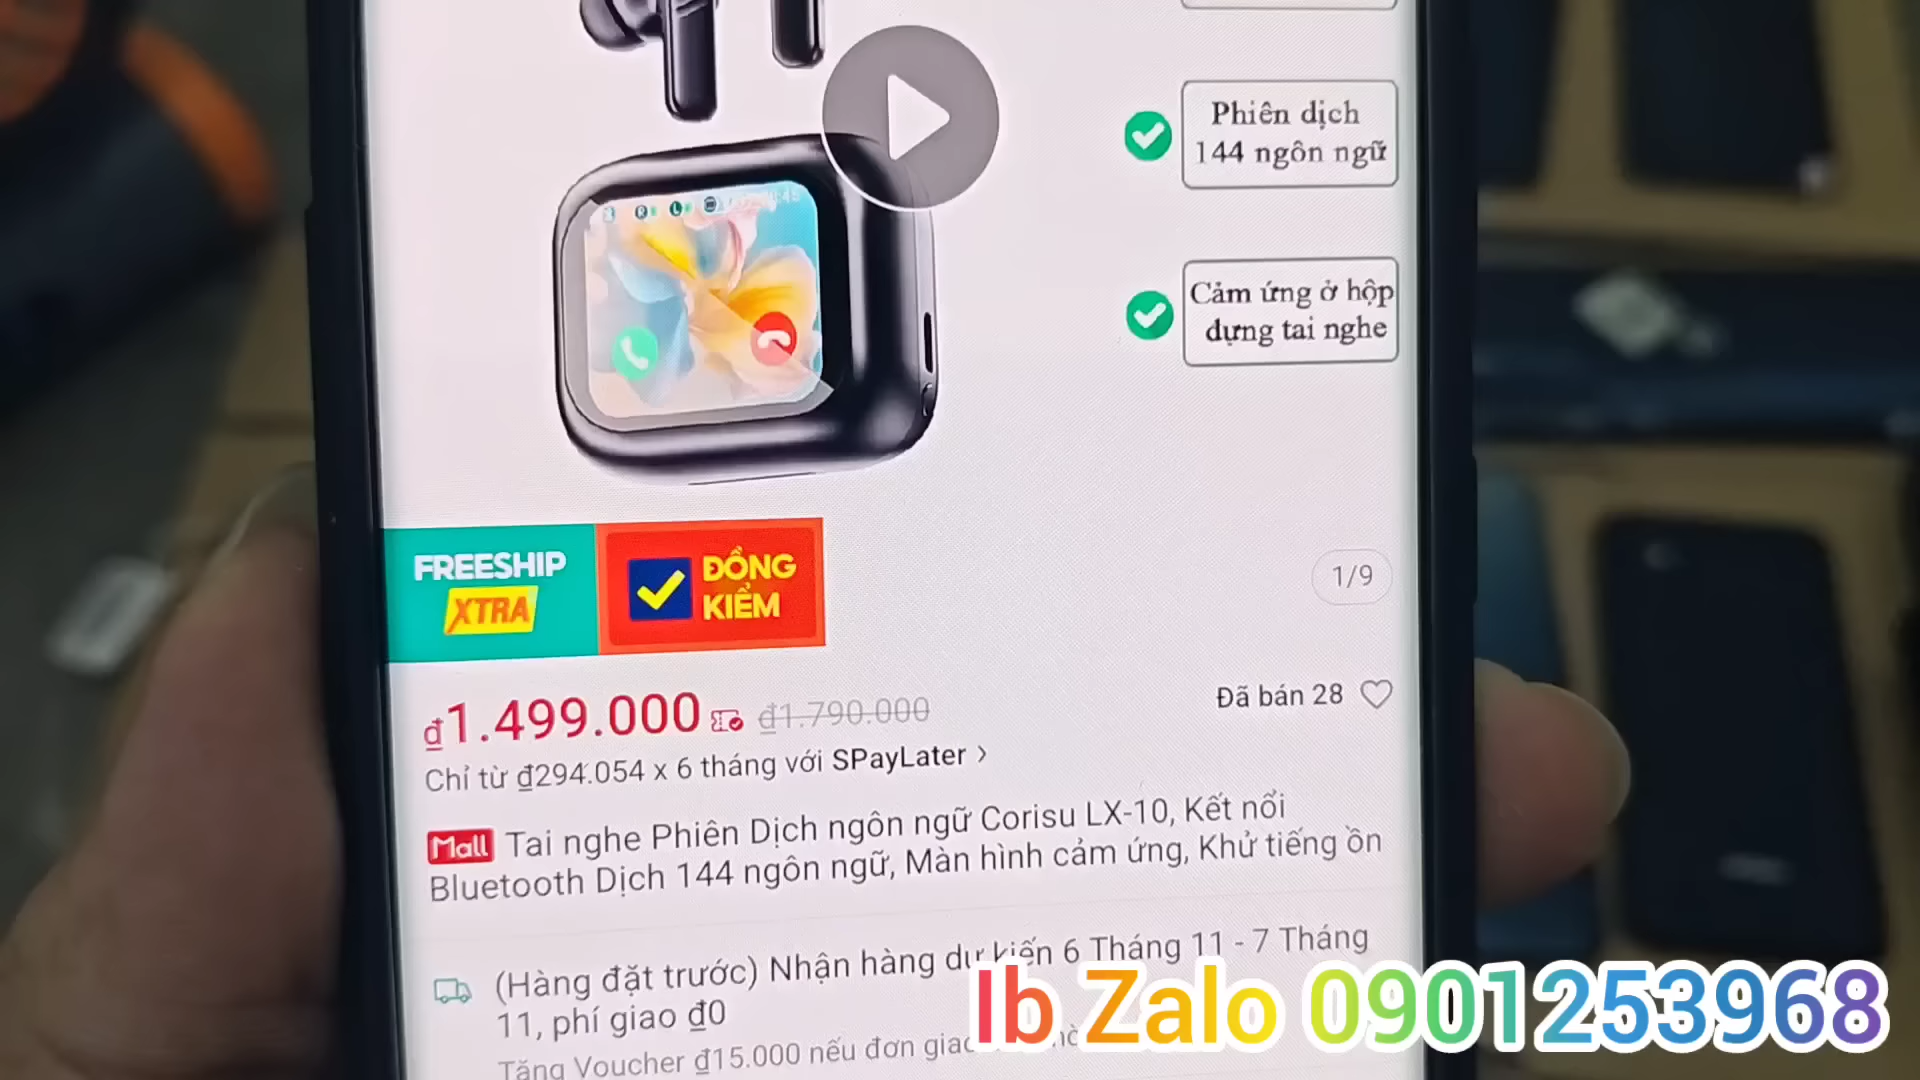 Phiên dịch
144 ngôn ngữ
Cảm ứng ở hộp
dựng tai nghe
FREESHIP
XTRA
ĐỒNG
KIỂM
1/9
₫1.499.000 ₫1.790.000
Đã bán 28
Chỉ từ ₫294.054 x 6 tháng với SPayLater >
Mall Tai nghe Phiên Dịch ngôn ngữ Corisu LX-10, Kết nối
Bluetooth Dịch 144 ngôn ngữ, Màn hình cảm ứng, Khử tiếng ồn
(Hàng đặt trước) Nhận hàng dự kiến 6 Tháng 11 - 7 Tháng
11, phí giao ₫0
Tặng Voucher ₫15.000 nếu đơn giao
Ib Zalo 0901253968